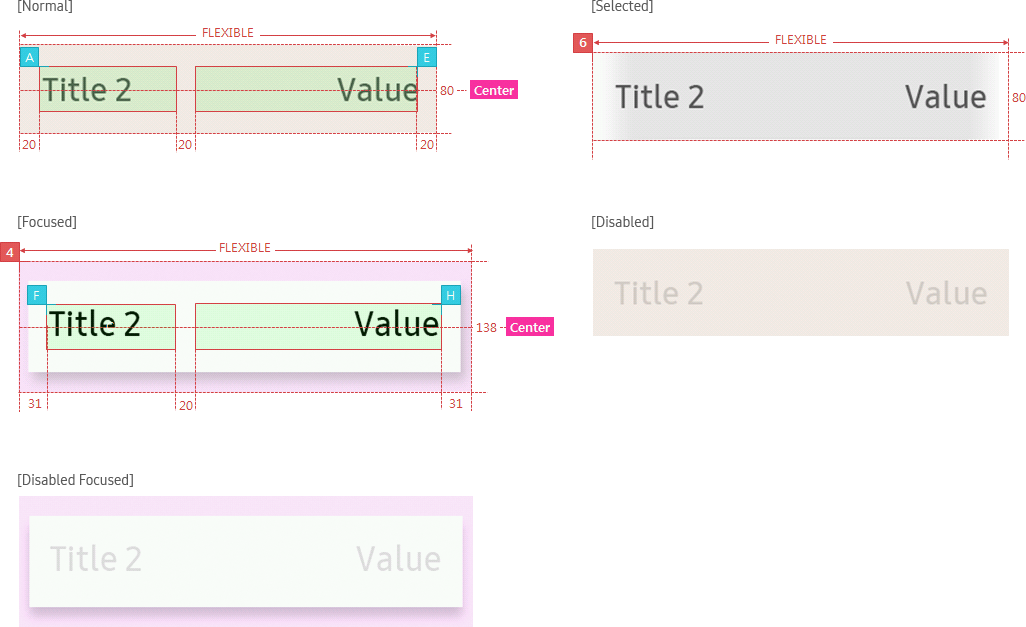 [Normal]
FLEXIBLE
A
E
Title 2
Value
80
Center
20
20
20
[Selected]
6
FLEXIBLE
Title 2
Value
80
[Focused]
4
FLEXIBLE
F
H
Title 2
Value
138
Center
31
20
31
[Disabled]
Title 2
Value
[Disabled Focused]
Title 2
Value